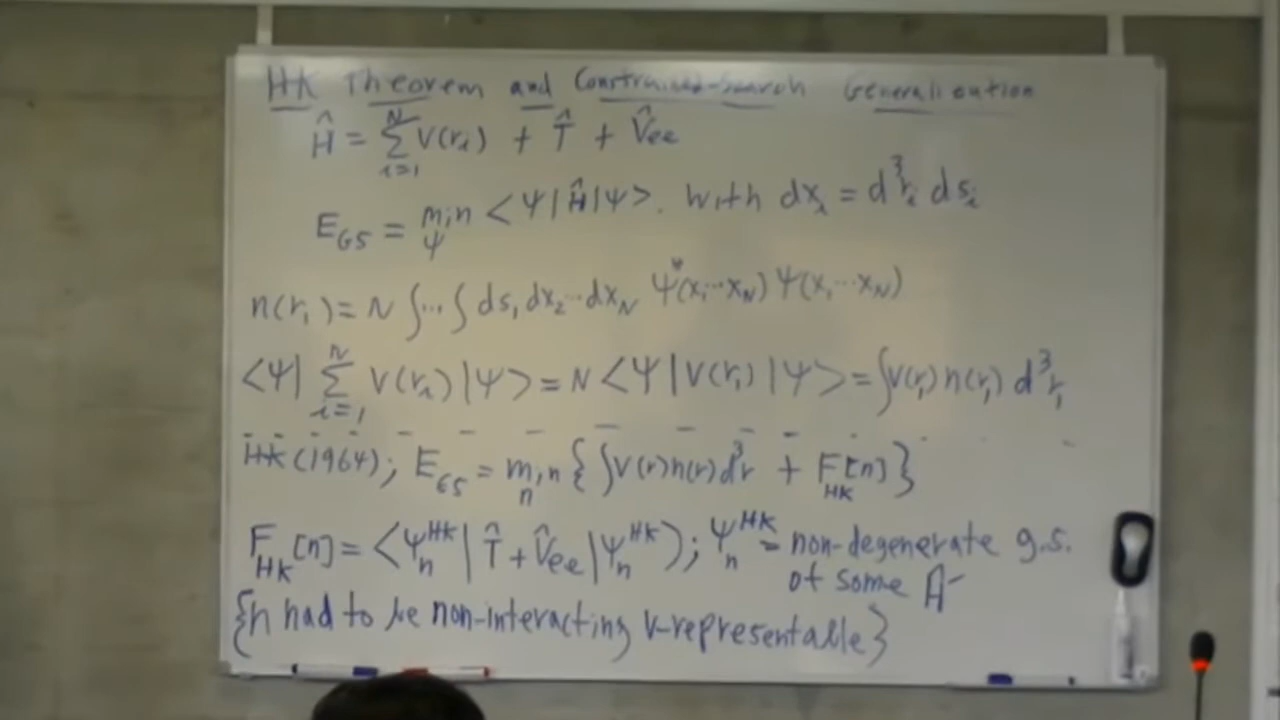 HK Theorem and Constrained-Search Generalization
Ĥ = Σ_{i=1}^{N} v(r_i) + T̂ + V̂_ee
E_GS = min_Ψ <Ψ|Ĥ|Ψ>. With dx_i = d³r_i ds_i
n(r_1) = N ∫...∫ ds_1 dx_2...dx_N Ψ*(x_1...x_N) Ψ(x_1...x_N)
<Ψ| Σ_{i=1}^{N} v(r_i) |Ψ> = N <Ψ|v(r_1)|Ψ> = ∫v(r_1) n(r_1) d³r_1
HK (1964); E_GS = min_n { ∫v(r)n(r)d³r + F_HK[n] }
F_HK[n] = <Ψ_n^HK | T̂ + V̂_ee | Ψ_n^HK>; Ψ_n^HK = non-degenerate g.s.
of some Ĥ
{n had to be non-interacting v-representable}